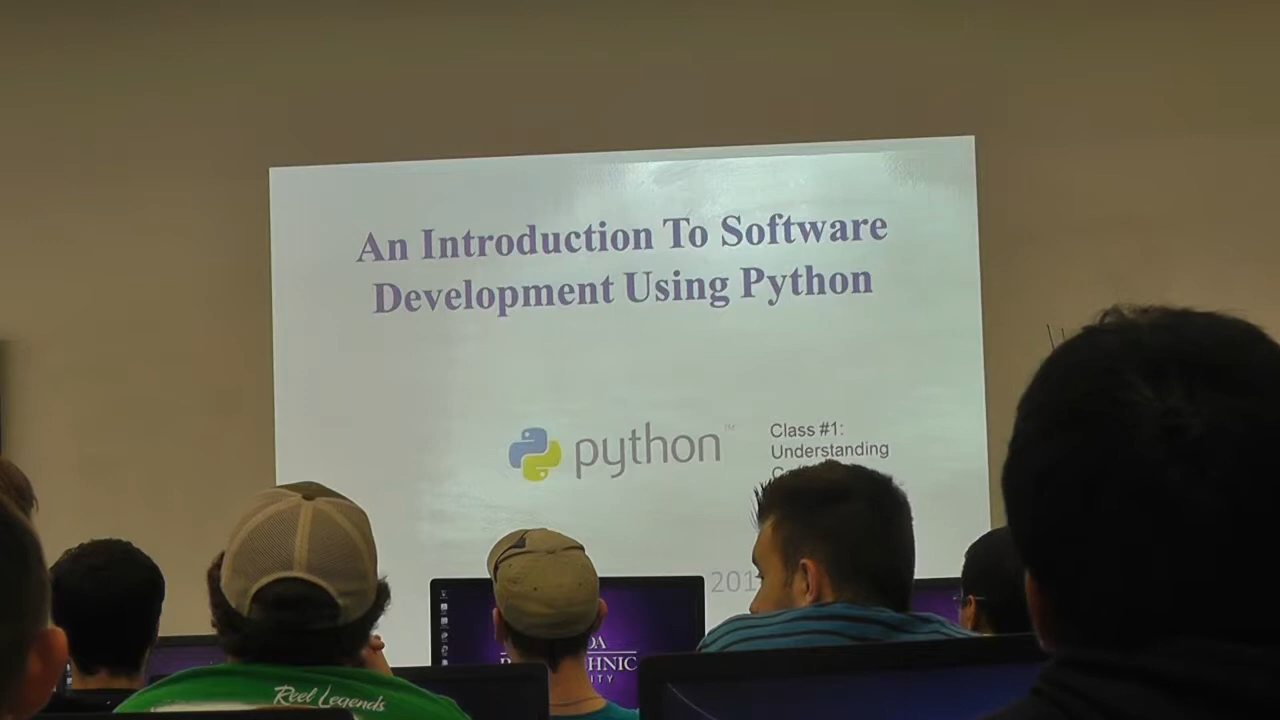 An Introduction To Software
Development Using Python
python
Class #1:
Understanding
Reel Legends